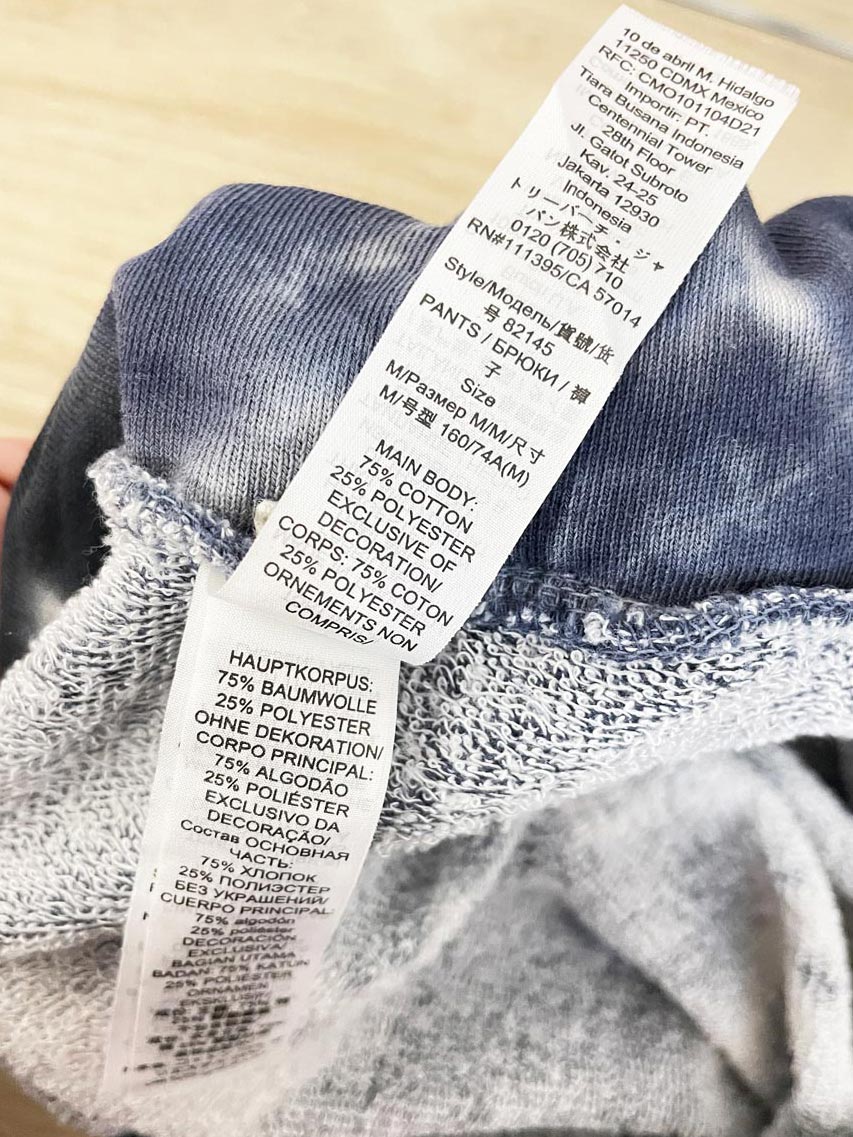 10 de abril M. Hidalgo
11250 CDMX Mexico
RFC: CMO101104D21
Importir: PT.
Tiara Busana Indonesia
Centennial Tower
28th Floor
Jl. Gatot Subroto
Kav. 24-25
Jakarta 12930
Indonesia
トリーバーチ・ジャ
パン株式会社
0120 (705) 710
RN#111395/CA 57014
Style/Модель/貨號/货
号 82145
PANTS / БРЮКИ / 褲
子
Size
M/Размер M/M/尺寸
M/号型 160/74A(M)
MAIN BODY:
75% COTTON
25% POLYESTER
EXCLUSIVE OF
DECORATION/
CORPS: 75% COTON
25% POLYESTER
ORNEMENTS NON
COMPRIS/
HAUPTKORPUS:
75% BAUMWOLLE
25% POLYESTER
OHNE DEKORATION/
CORPO PRINCIPAL:
75% ALGODÃO
25% POLIÉSTER
EXCLUSIVO DA
DECORAÇÃO/
Состав ОСНОВНАЯ
ЧАСТЬ:
75% ХЛОПОК
25% ПОЛИЭСТЕР
БЕЗ УКРАШЕНИЙ/
CUERPO PRINCIPAL:
75% algodón
25% poliéster
DECORACIÓN
EXCLUSIVA/
BAGIAN UTAMA
BADAN: 75% KATUN
25% POLIÉSTER
ORNAMEN
EKSKLUSIF/